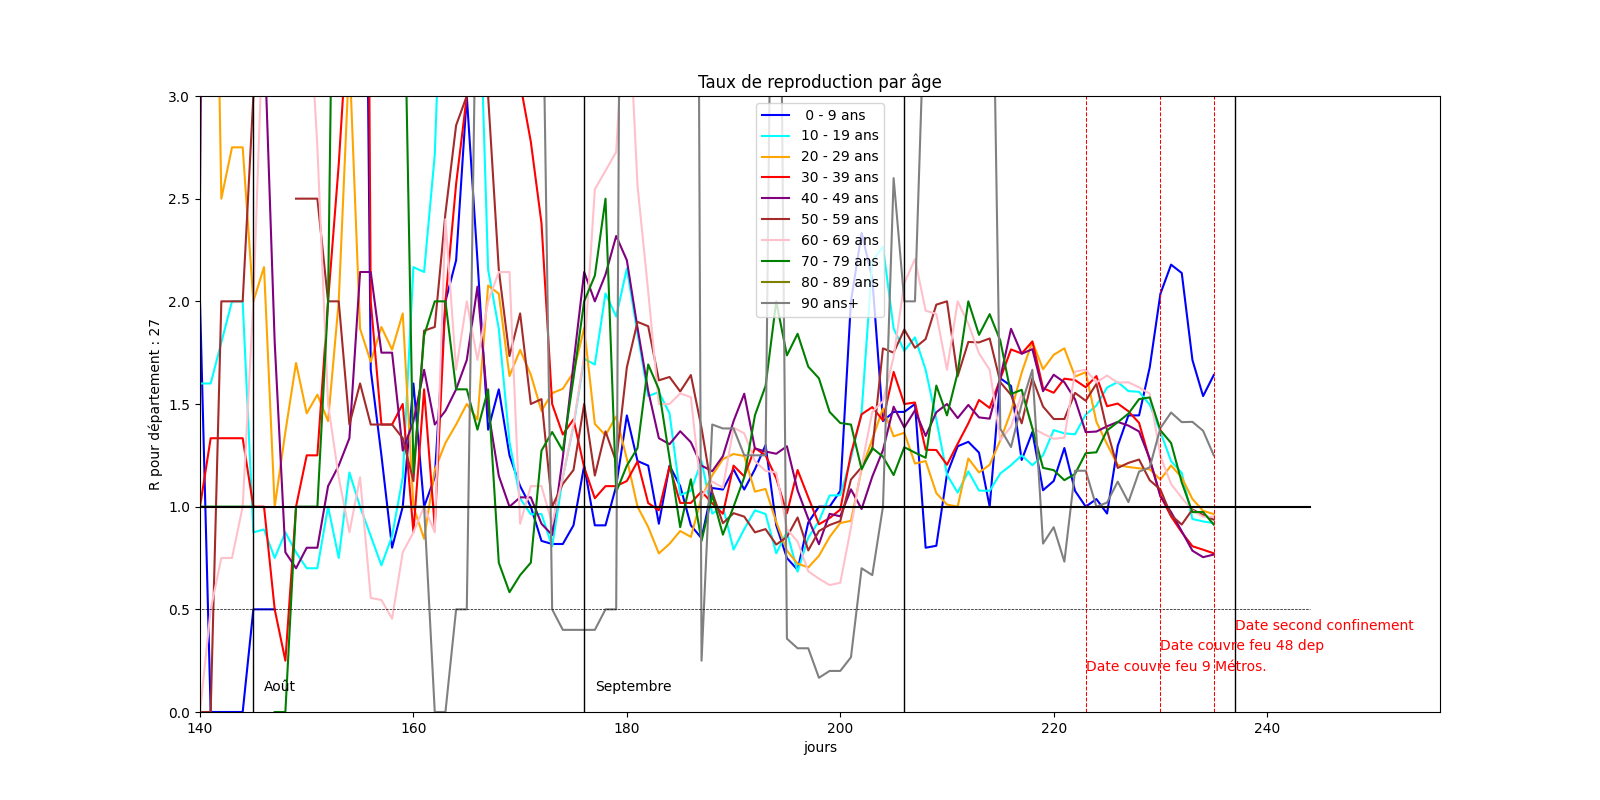 Taux de reproduction par âge
R pour département : 27
3.0
2.5
2.0
1.5
1.0
0.5
0.0
0 - 9 ans
10 - 19 ans
20 - 29 ans
30 - 39 ans
40 - 49 ans
50 - 59 ans
60 - 69 ans
70 - 79 ans
80 - 89 ans
90 ans+
Date second confinement
Date couvre feu 48 dep
Date couvre feu 9 Métros.
Août
Septembre
140
160
180
200
220
240
jours